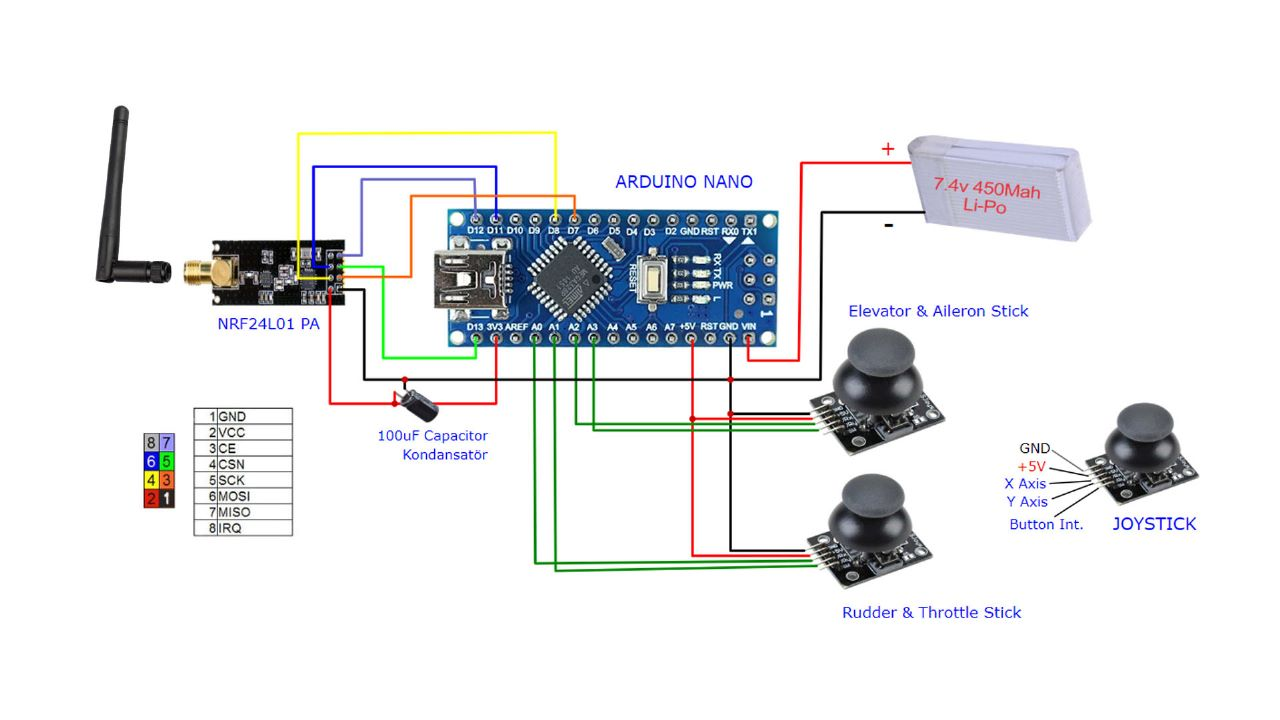 ARDUINO NANO
+
-
7.4v 450Mah
Li-Po
D12 D11 D10 D9 D8 D7 D6 D5 D4 D3 D2 GND RST RX0 TX1
RESET
RX
TX
PWR
L
1
D13 3V3 AREF A0 A1 A2 A3 A4 A5 A6 A7 +5V RST GND VIN
NRF24L01 PA
Elevator & Aileron Stick
100uF Capacitor
Kondansatör
8 7
6 5
4 3
2 1
1 GND
2 VCC
3 CE
4 CSN
5 SCK
6 MOSI
7 MISO
8 IRQ
GND
+5V
X Axis
Y Axis
Button Int.
JOYSTICK
Rudder & Throttle Stick